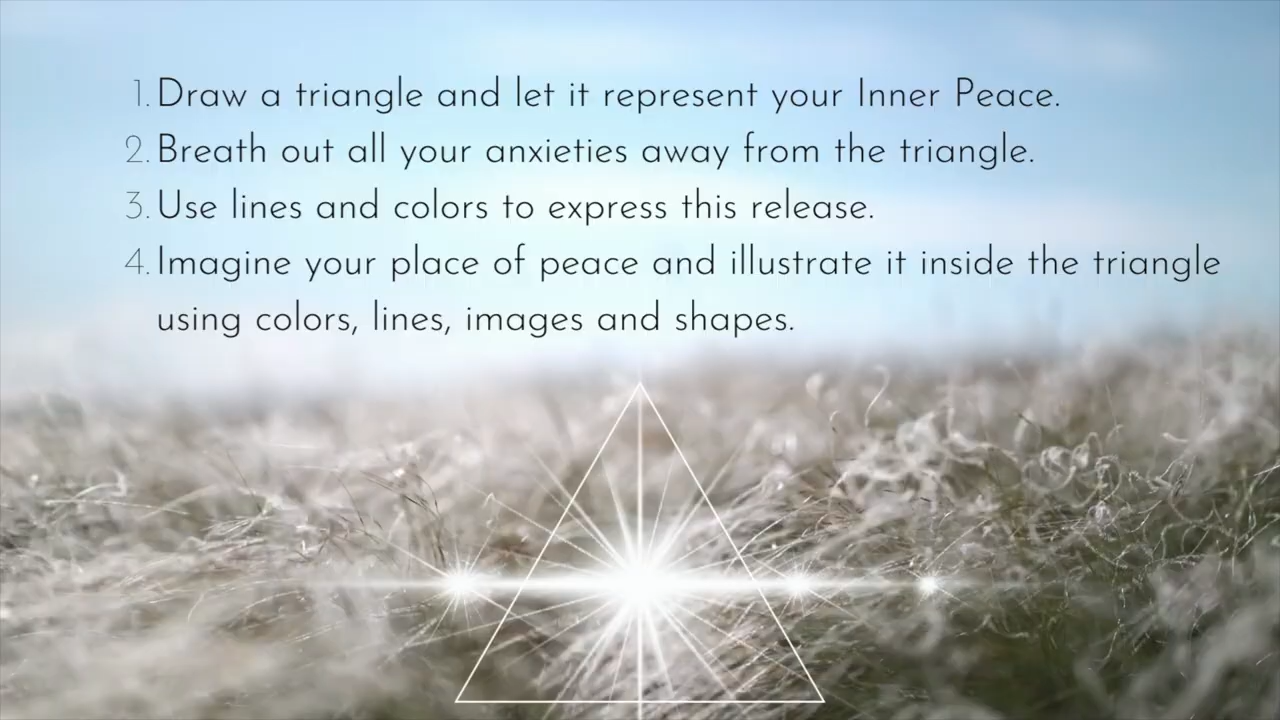 1. Draw a triangle and let it represent your Inner Peace.
2. Breath out all your anxieties away from the triangle.
3. Use lines and colors to express this release.
4. Imagine your place of peace and illustrate it inside the triangle
using colors, lines, images and shapes.